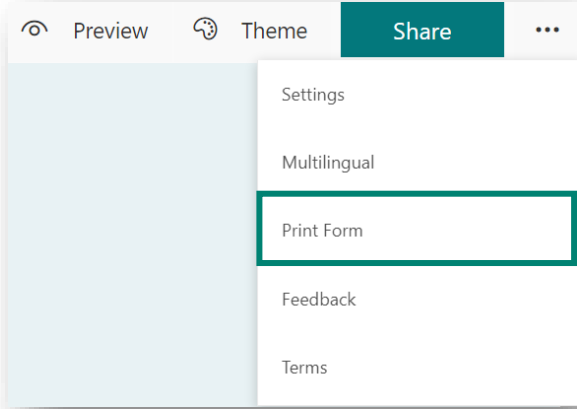 Preview Theme Share ...
Settings
Multilingual
Print Form
Feedback
Terms